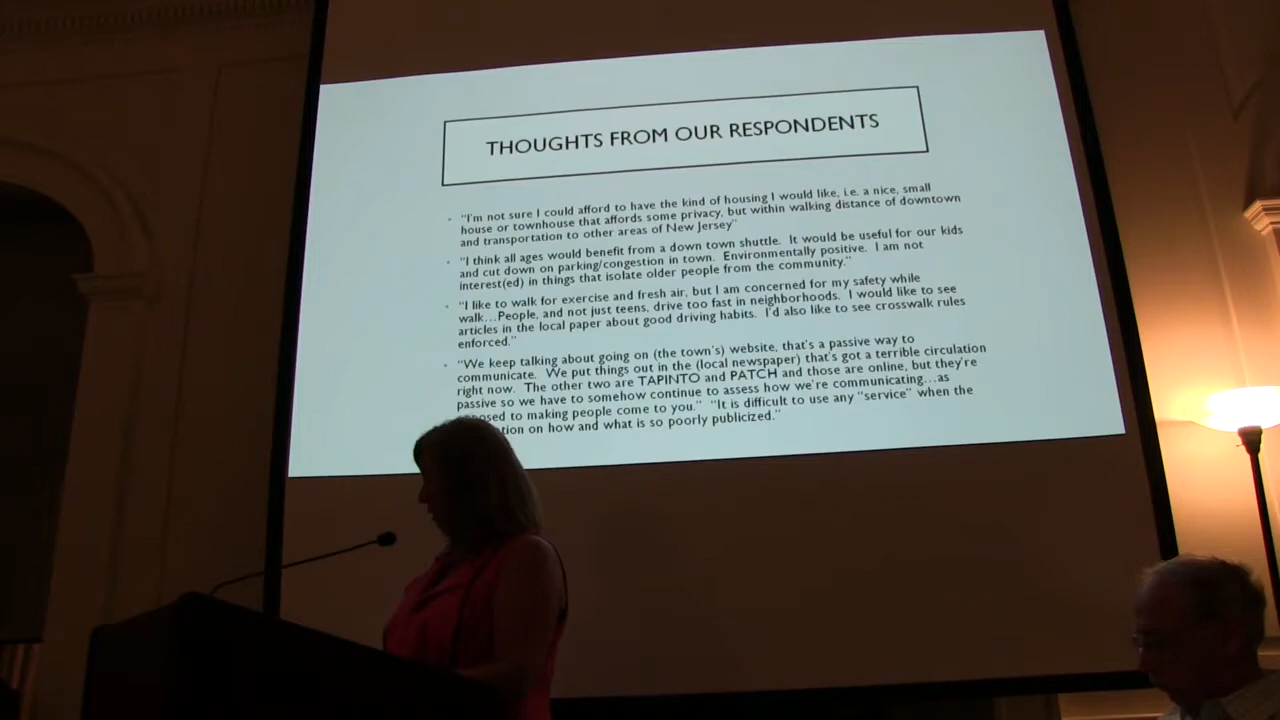 THOUGHTS FROM OUR RESPONDENTS
• "I'm not sure I could afford to have the kind of housing I would like, i.e. a nice, small
house or townhouse that affords some privacy, but within walking distance of downtown
and transportation to other areas of New Jersey"
• "I think all ages would benefit from a down town shuttle. It would be useful for our kids
and cut down on parking/congestion in town. Environmentally positive. I am not
interest(ed) in things that isolate older people from the community."
• "I like to walk for exercise and fresh air, but I am concerned for my safety while
walk…People, and not just teens, drive too fast in neighborhoods. I would like to see
articles in the local paper about good driving habits. I'd also like to see crosswalk rules
enforced."
• "We keep talking about going on (the town's) website, that's a passive way to
communicate. We put things out in the (local newspaper) that's got a terrible circulation
right now. The other two are TAPINTO and PATCH and those are online, but they're
passive so we have to somehow continue to assess how we're communicating…as
to making people come to you." "It is difficult to use any "service" when the
on how and what is so poorly publicized."